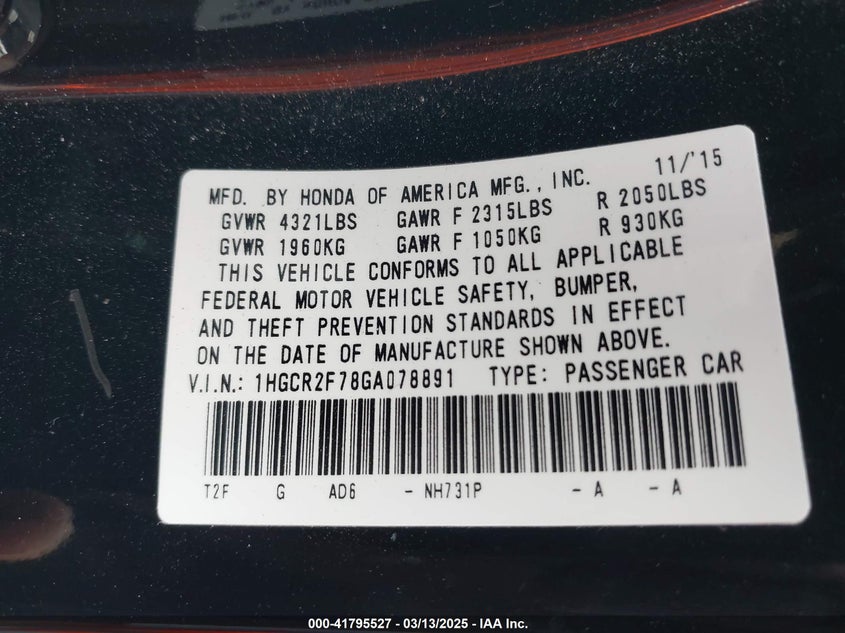 11/'15
MFD. BY HONDA OF AMERICA MFG., INC.
GVWR 4321LBS GAWR F 2315LBS R 2050LBS
GVWR 1960KG GAWR F 1050KG R 930KG
THIS VEHICLE CONFORMS TO ALL APPLICABLE
FEDERAL MOTOR VEHICLE SAFETY, BUMPER,
AND THEFT PREVENTION STANDARDS IN EFFECT
ON THE DATE OF MANUFACTURE SHOWN ABOVE.
V.I.N.: 1HGCR2F78GA078891 TYPE: PASSENGER CAR
T2F G AD6 - NH731P - A - A
000-41795527 - 03/13/2025 - IAA Inc.